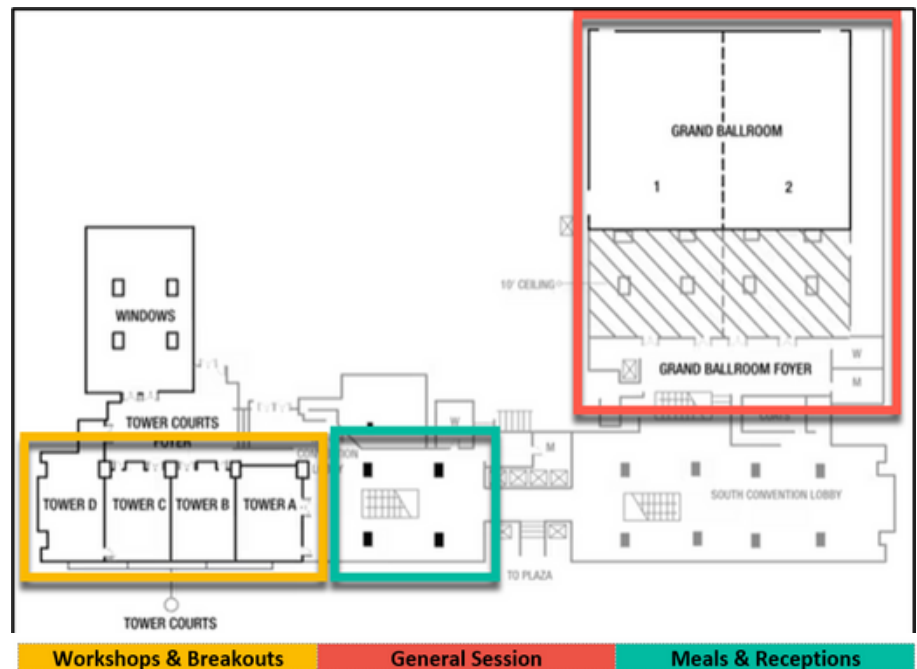 GRAND BALLROOM
1
2
10' CEILING
WINDOWS
GRAND BALLROOM FOYER
W
M
TOWER COURTS
FOYER
W
M
SOUTH CONVENTION LOBBY
TOWER D
TOWER C
TOWER B
TOWER A
TO PLAZA
TOWER COURTS
Workshops & Breakouts
General Session
Meals & Receptions